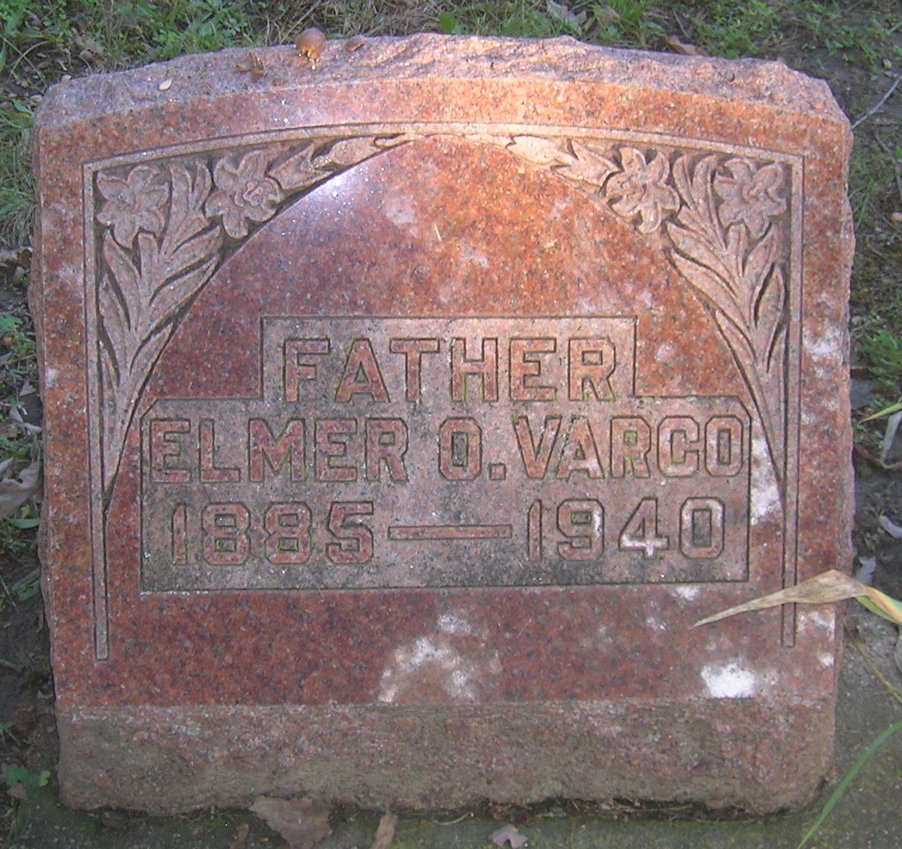 FATHER
ELMER O. VARCO
1885 — 1940